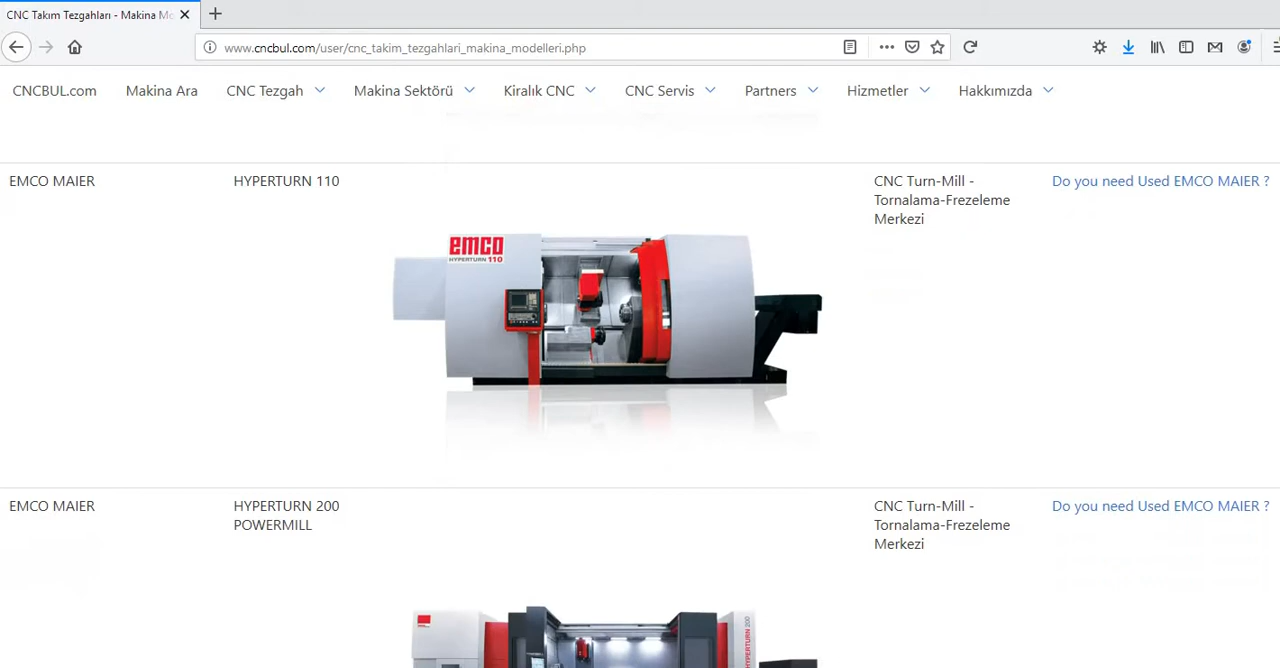 CNC Takım Tezgahları - Makina Mo
www.cncbul.com/user/cnc_takim_tezgahlari_makina_modelleri.php
CNCBUL.com Makina Ara CNC Tezgah Makina Sektörü Kiralık CNC CNC Servis Partners Hizmetler Hakkımızda
EMCO MAIER
HYPERTURN 110
emco
HYPERTURN 110
CNC Turn-Mill -
Tornalama-Frezeleme
Merkezi
Do you need Used EMCO MAIER ?
EMCO MAIER
HYPERTURN 200
POWERMILL
HYPERTURN 200
CNC Turn-Mill -
Tornalama-Frezeleme
Merkezi
Do you need Used EMCO MAIER ?